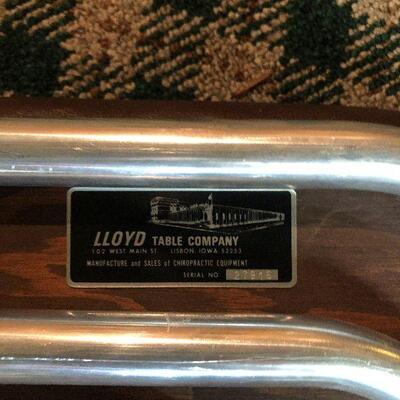 LLOYD TABLE COMPANY
102 WEST MAIN ST LISBON, IOWA 52253
MANUFACTURE and SALES of CHIROPRACTIC EQUIPMENT
SERIAL NO